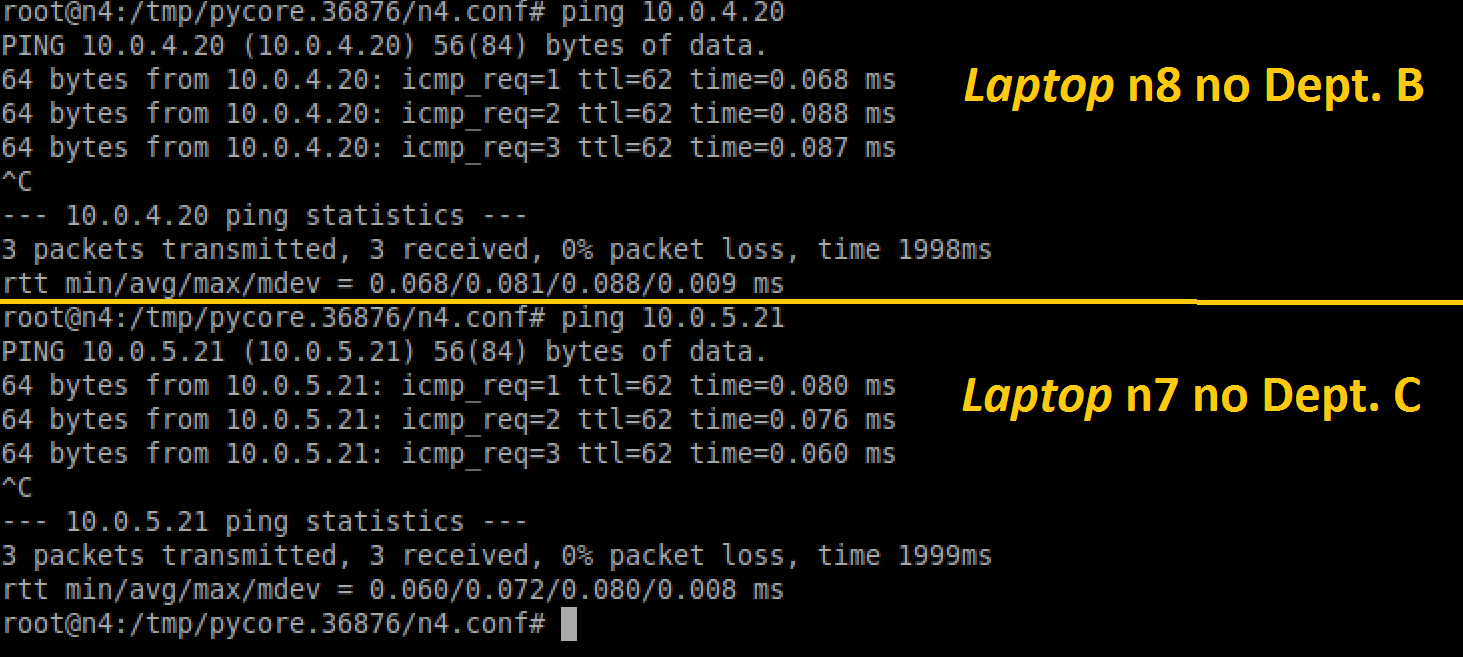 root@n4:/tmp/pycore.36876/n4.conf# ping 10.0.4.20
PING 10.0.4.20 (10.0.4.20) 56(84) bytes of data.
64 bytes from 10.0.4.20: icmp_req=1 ttl=62 time=0.068 ms
64 bytes from 10.0.4.20: icmp_req=2 ttl=62 time=0.088 ms
64 bytes from 10.0.4.20: icmp_req=3 ttl=62 time=0.087 ms
^C
--- 10.0.4.20 ping statistics ---
3 packets transmitted, 3 received, 0% packet loss, time 1998ms
rtt min/avg/max/mdev = 0.068/0.081/0.088/0.009 ms
Laptop n8 no Dept. B
root@n4:/tmp/pycore.36876/n4.conf# ping 10.0.5.21
PING 10.0.5.21 (10.0.5.21) 56(84) bytes of data.
64 bytes from 10.0.5.21: icmp_req=1 ttl=62 time=0.080 ms
64 bytes from 10.0.5.21: icmp_req=2 ttl=62 time=0.076 ms
64 bytes from 10.0.5.21: icmp_req=3 ttl=62 time=0.060 ms
^C
--- 10.0.5.21 ping statistics ---
3 packets transmitted, 3 received, 0% packet loss, time 1999ms
rtt min/avg/max/mdev = 0.060/0.072/0.080/0.008 ms
root@n4:/tmp/pycore.36876/n4.conf#
Laptop n7 no Dept. C